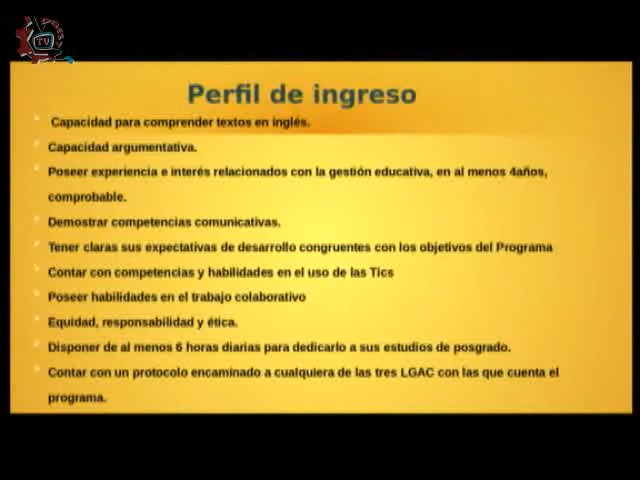 TV
Perfil de ingreso
Capacidad para comprender textos en inglés.
Capacidad argumentativa.
Poseer experiencia e interés relacionados con la gestión educativa, en al menos 4años,
comprobable.
Demostrar competencias comunicativas.
Tener claras sus expectativas de desarrollo congruentes con los objetivos del Programa
Contar con competencias y habilidades en el uso de las Tics
Poseer habilidades en el trabajo colaborativo
Equidad, responsabilidad y ética.
Disponer de al menos 6 horas diarias para dedicarlo a sus estudios de posgrado.
Contar con un protocolo encaminado a cualquiera de las tres LGAC con las que cuenta el
programa.